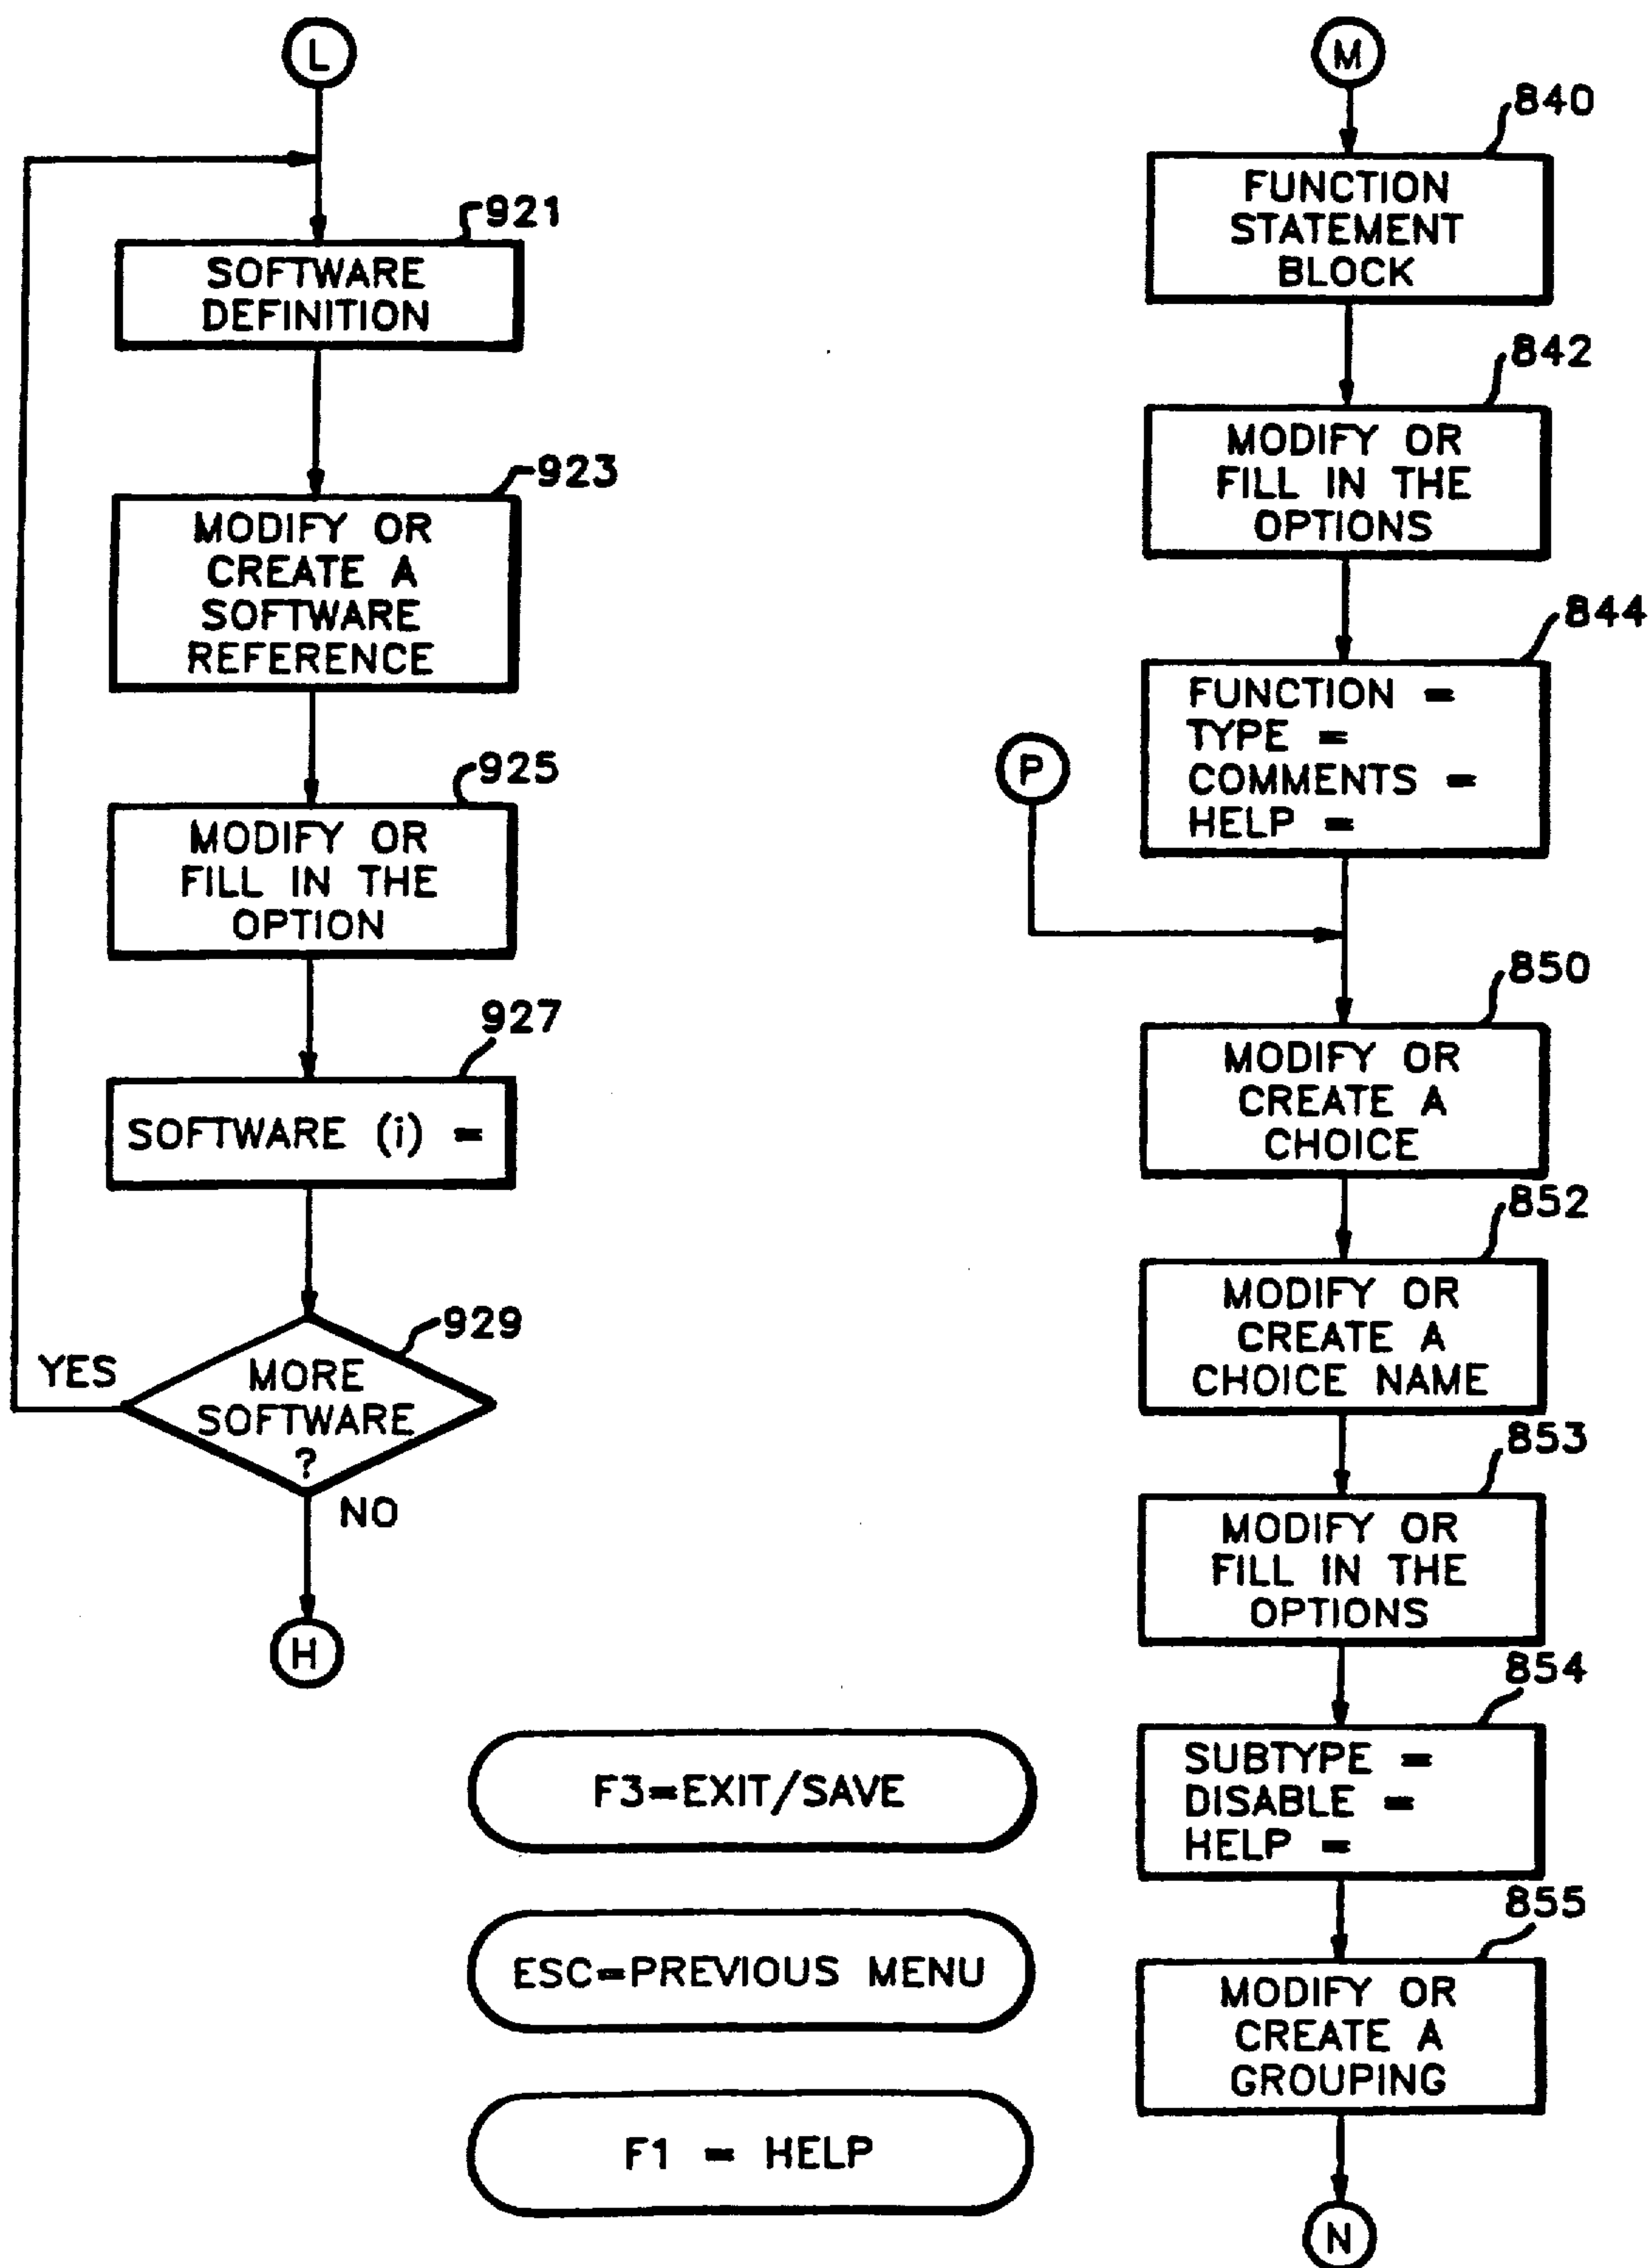 L
921
SOFTWARE
DEFINITION
923
MODIFY OR
CREATE A
SOFTWARE
REFERENCE
925
MODIFY OR
FILL IN THE
OPTION
927
SOFTWARE (i) =
929
MORE
SOFTWARE
?
YES
NO
H
F3=EXIT/SAVE
ESC=PREVIOUS MENU
F1 = HELP
M
840
FUNCTION
STATEMENT
BLOCK
842
MODIFY OR
FILL IN THE
OPTIONS
844
FUNCTION =
TYPE =
COMMENTS =
HELP =
P
850
MODIFY OR
CREATE A
CHOICE
852
MODIFY OR
CREATE A
CHOICE NAME
853
MODIFY OR
FILL IN THE
OPTIONS
854
SUBTYPE =
DISABLE =
HELP =
855
MODIFY OR
CREATE A
GROUPING
N